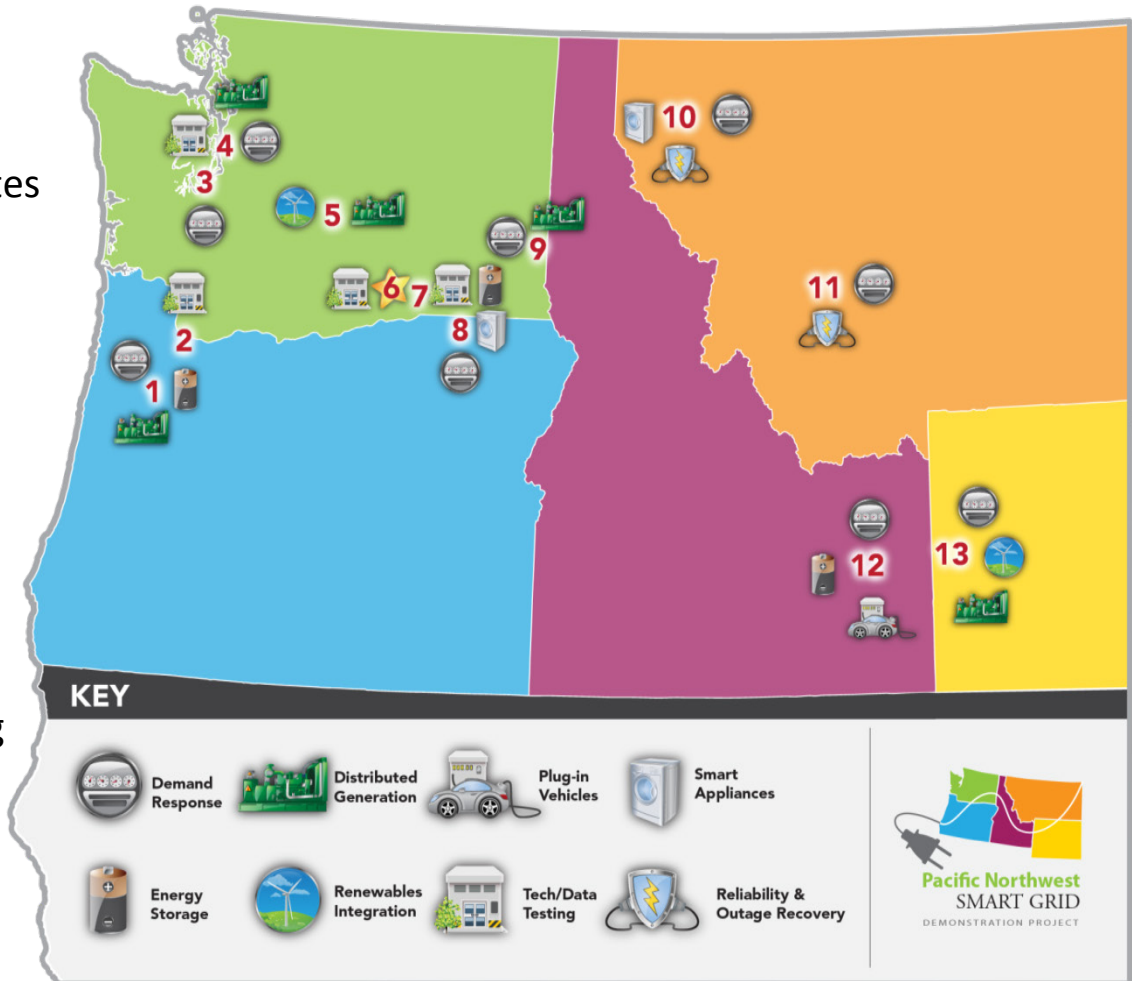 tes
4
3
5
9
6
7
8
2
1
10
11
12
13
g
KEY
Demand
Response
Distributed
Generation
Plug-in
Vehicles
Smart
Appliances
Energy
Storage
Renewables
Integration
Tech/Data
Testing
Reliability &
Outage Recovery
Pacific Northwest
SMART GRID
DEMONSTRATION PROJECT